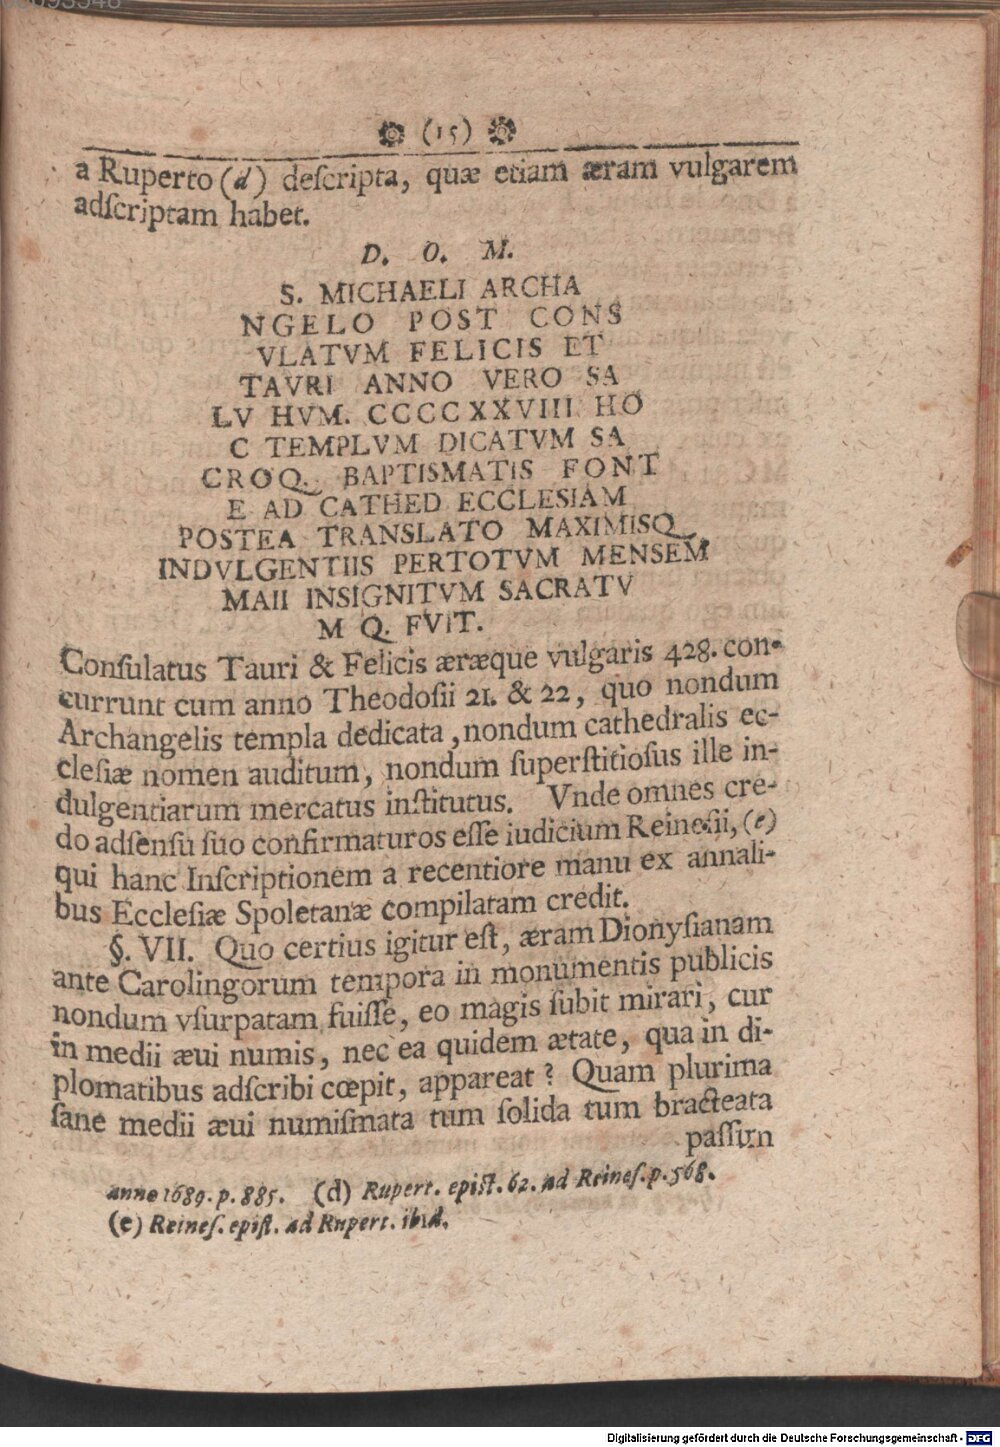 (15)
a Ruperto (d) deſcripta, quæ etiam æram vulgarem
adſcriptam habet.
D. O. M.
S. MICHAELI ARCHA
NGELO POST CONS
VLATVM FELICIS ET
TAVRI ANNO VERO SA
LV HVM. CCCCXXVIII HO
C TEMPLVM DICATVM SA
CROQ. BAPTISMATIS FONT
E AD CATHED ECCLESIAM
POSTEA TRANSLATO MAXIMISQ
INDVLGENTIIS PERTOTVM MENSEM
MAII INSIGNITVM SACRATV
M Q. FVIT.
Conſulatus Tauri & Felicis æræque vulgaris 428. con-
currunt cum anno Theodoſii 21. & 22, quo nondum
Archangelis templa dedicata, nondum cathedralis ec-
cleſiæ nomen auditum, nondum ſuperſtitioſus ille in-
dulgentiarum mercatus inſtitutus. Vnde omnes cre-
do adſenſu ſuo confirmaturos eſſe iudicium Reineſii, (e)
qui hanc Inſcriptionem a recentiore manu ex annali-
bus Eccleſiæ Spoletanæ compilatam credit.
§. VII. Quo certius igitur eſt, æram Dionyſianam
ante Carolingorum tempora in monumentis publicis
nondum vſurpatam fuiſſe, eo magis ſubit mirari, cur
in medii æui numis, nec ea quidem ætate, qua in di-
plomatibus adſcribi cœpit, appareat? Quam plurima
ſane medii æui numiſmata tum ſolida tum bracteata
paſſim
anno 1689. p. 885. (d) Rupert. epiſt. 62. ad Reineſ. p. 568.
(e) Reineſ. epiſt. ad Rupert. ibid.
Digitalisierung gefördert durch die Deutsche Forschungsgemeinschaft - DFG